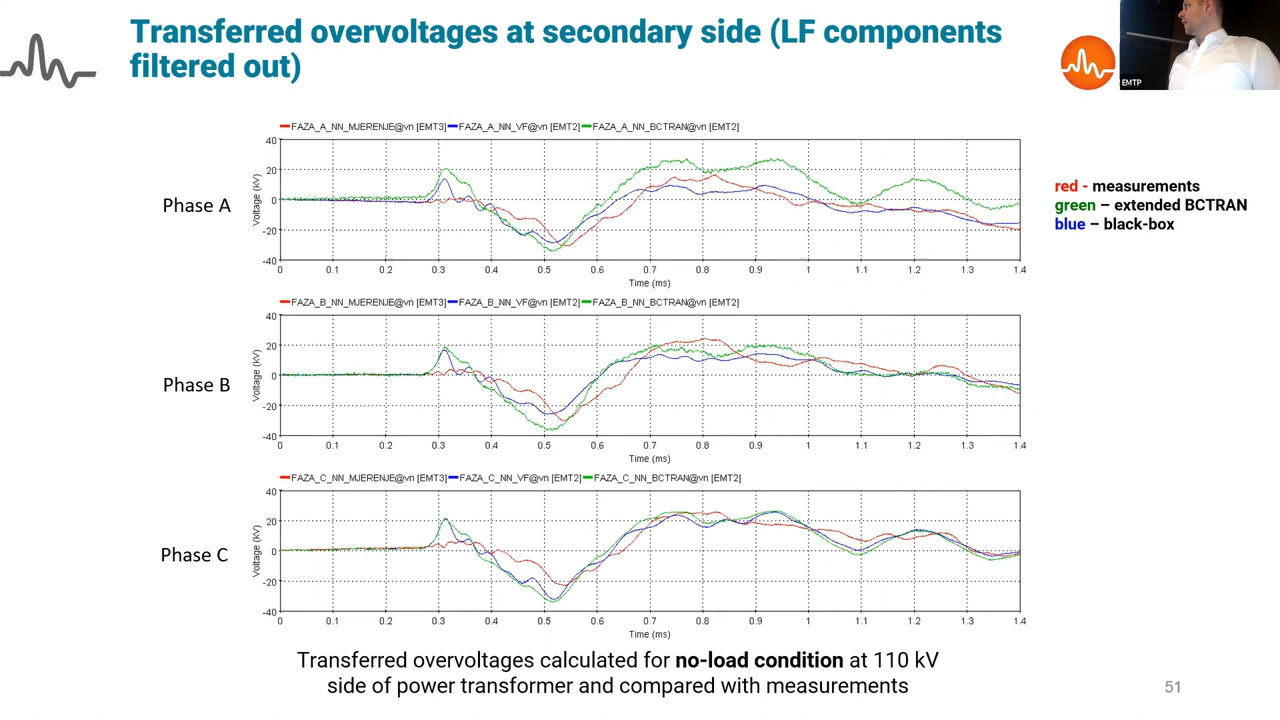 Transferred overvoltages at secondary side (LF components
filtered out)
EMTP
FAZA_A_NN_MJERENJE@vn [EMT3] FAZA_A_NN_VF@vn [EMT2] FAZA_A_NN_BCTRAN@vn [EMT2]
Phase A
Voltage (kV)
40
20
0
-20
-40
0 0.1 0.2 0.3 0.4 0.5 0.6 0.7 0.8 0.9 1 1.1 1.2 1.3 1.4
Time (ms)
red - measurements
green – extended BCTRAN
blue – black-box
FAZA_B_NN_MJERENJE@vn [EMT3] FAZA_B_NN_VF@vn [EMT2] FAZA_B_NN_BCTRAN@vn [EMT2]
Phase B
Voltage (kV)
40
20
0
-20
-40
0 0.1 0.2 0.3 0.4 0.5 0.6 0.7 0.8 0.9 1 1.1 1.2 1.3 1.4
Time (ms)
FAZA_C_NN_MJERENJE@vn [EMT3] FAZA_C_NN_VF@vn [EMT2] FAZA_C_NN_BCTRAN@vn [EMT2]
Phase C
Voltage (kV)
40
20
0
-20
-40
0 0.1 0.2 0.3 0.4 0.5 0.6 0.7 0.8 0.9 1 1.1 1.2 1.3 1.4
Time (ms)
Transferred overvoltages calculated for no-load condition at 110 kV
side of power transformer and compared with measurements
51